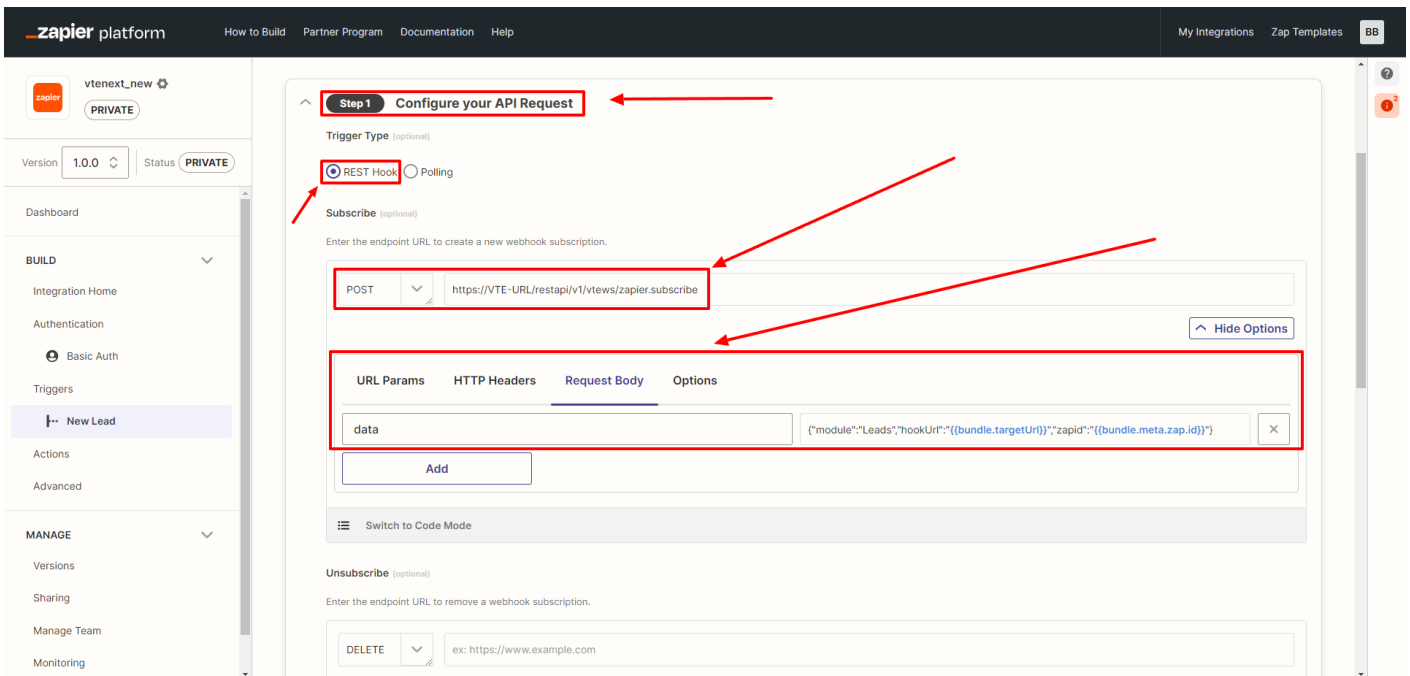 zapier platform
How to Build Partner Program Documentation Help
My Integrations Zap Templates BB
zapier
vtenext_new
PRIVATE
Version 1.0.0 Status PRIVATE
Dashboard
BUILD
Integration Home
Authentication
Basic Auth
Triggers
New Lead
Actions
Advanced
MANAGE
Versions
Sharing
Manage Team
Monitoring
Step 1 Configure your API Request
Trigger Type (optional)
REST Hook Polling
Subscribe (optional)
Enter the endpoint URL to create a new webhook subscription.
POST https://VTE-URL/restapi/v1/vtews/zapier.subscribe
Hide Options
URL Params HTTP Headers Request Body Options
data {"module":"Leads","hookUrl":"{{bundle.targetUrl}}","zapid":"{{bundle.meta.zap.id}}"}
Add
Switch to Code Mode
Unsubscribe (optional)
Enter the endpoint URL to remove a webhook subscription.
DELETE ex: https://www.example.com
2